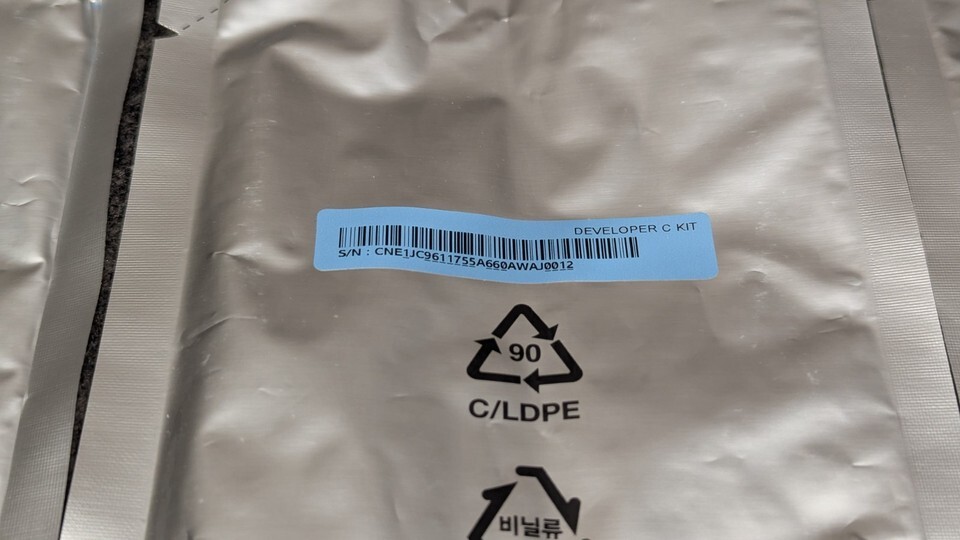 DEVELOPER C KIT
S/N : CNE1JC9611755A660AWAJ0012
90
C/LDPE
비닐류